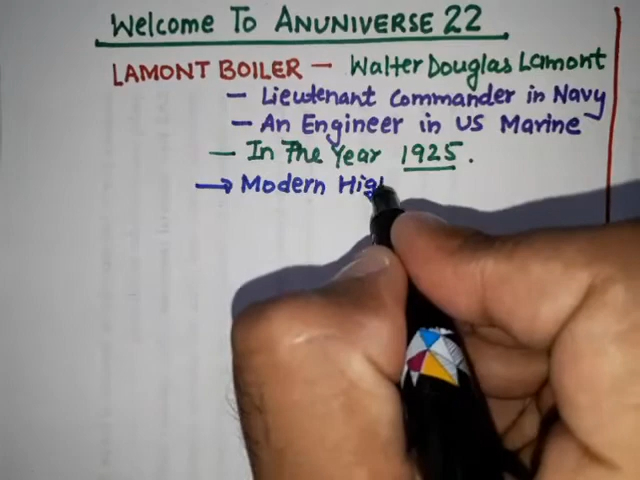 Welcome To ANUNIVERSE 22
LAMONT BOILER - Walter Douglas Lamont
- Lieutenant Commander in Navy
- An Engineer in US Marine
- In The Year 1925.
→ Modern Hig